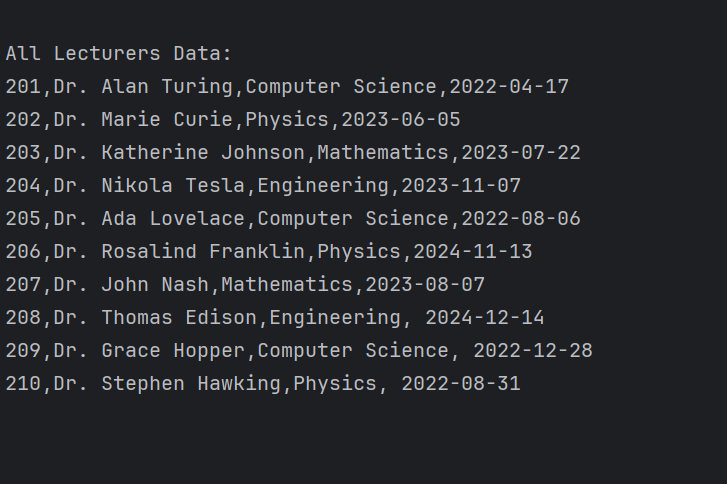 All Lecturers Data:
201,Dr. Alan Turing,Computer Science,2022-04-17
202,Dr. Marie Curie,Physics,2023-06-05
203,Dr. Katherine Johnson,Mathematics,2023-07-22
204,Dr. Nikola Tesla,Engineering,2023-11-07
205,Dr. Ada Lovelace,Computer Science,2022-08-06
206,Dr. Rosalind Franklin,Physics,2024-11-13
207,Dr. John Nash,Mathematics,2023-08-07
208,Dr. Thomas Edison,Engineering, 2024-12-14
209,Dr. Grace Hopper,Computer Science, 2022-12-28
210,Dr. Stephen Hawking,Physics, 2022-08-31